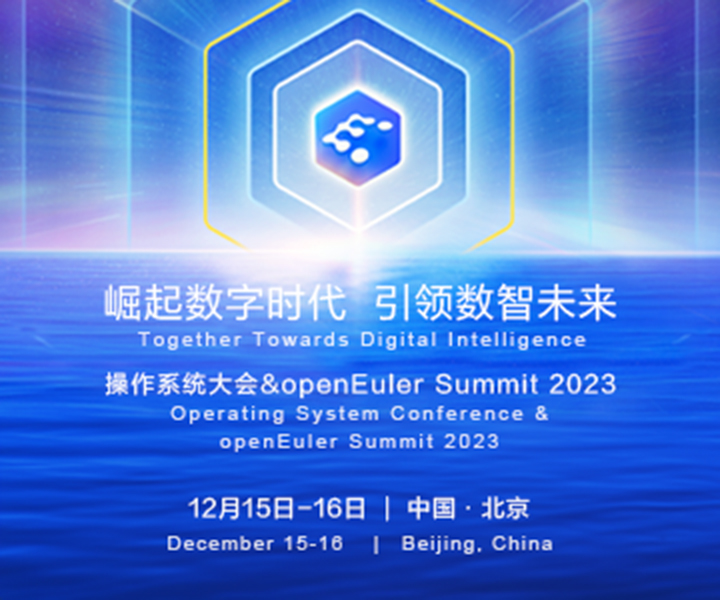 崛起数字时代 引领数智未来
Together Towards Digital Intelligence
操作系统大会&openEuler Summit 2023
Operating System Conference &
openEuler Summit 2023
12月15日-16日 | 中国·北京
December 15-16 | Beijing, China